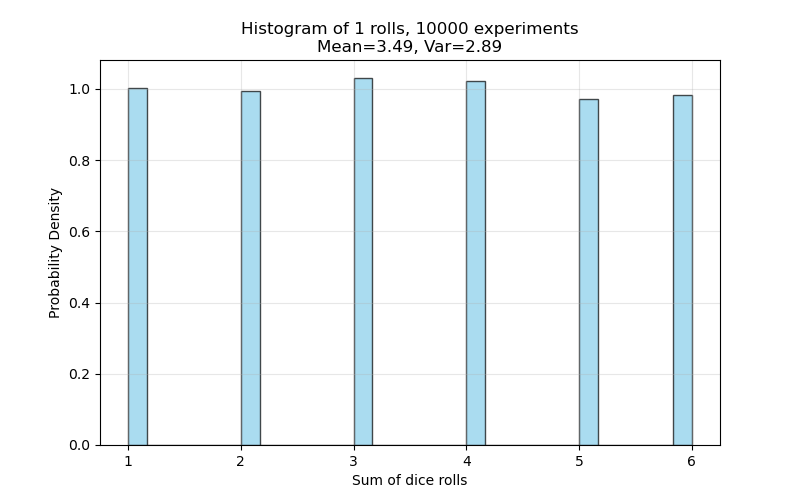 Histogram of 1 rolls, 10000 experiments
Mean=3.49, Var=2.89
Probability Density
1.0
0.8
0.6
0.4
0.2
0.0
1 2 3 4 5 6
Sum of dice rolls